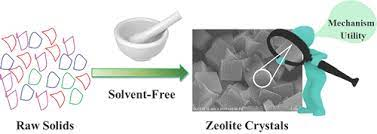 Mechanism
Utility
Solvent-Free
Raw Solids
Zeolite Crystals